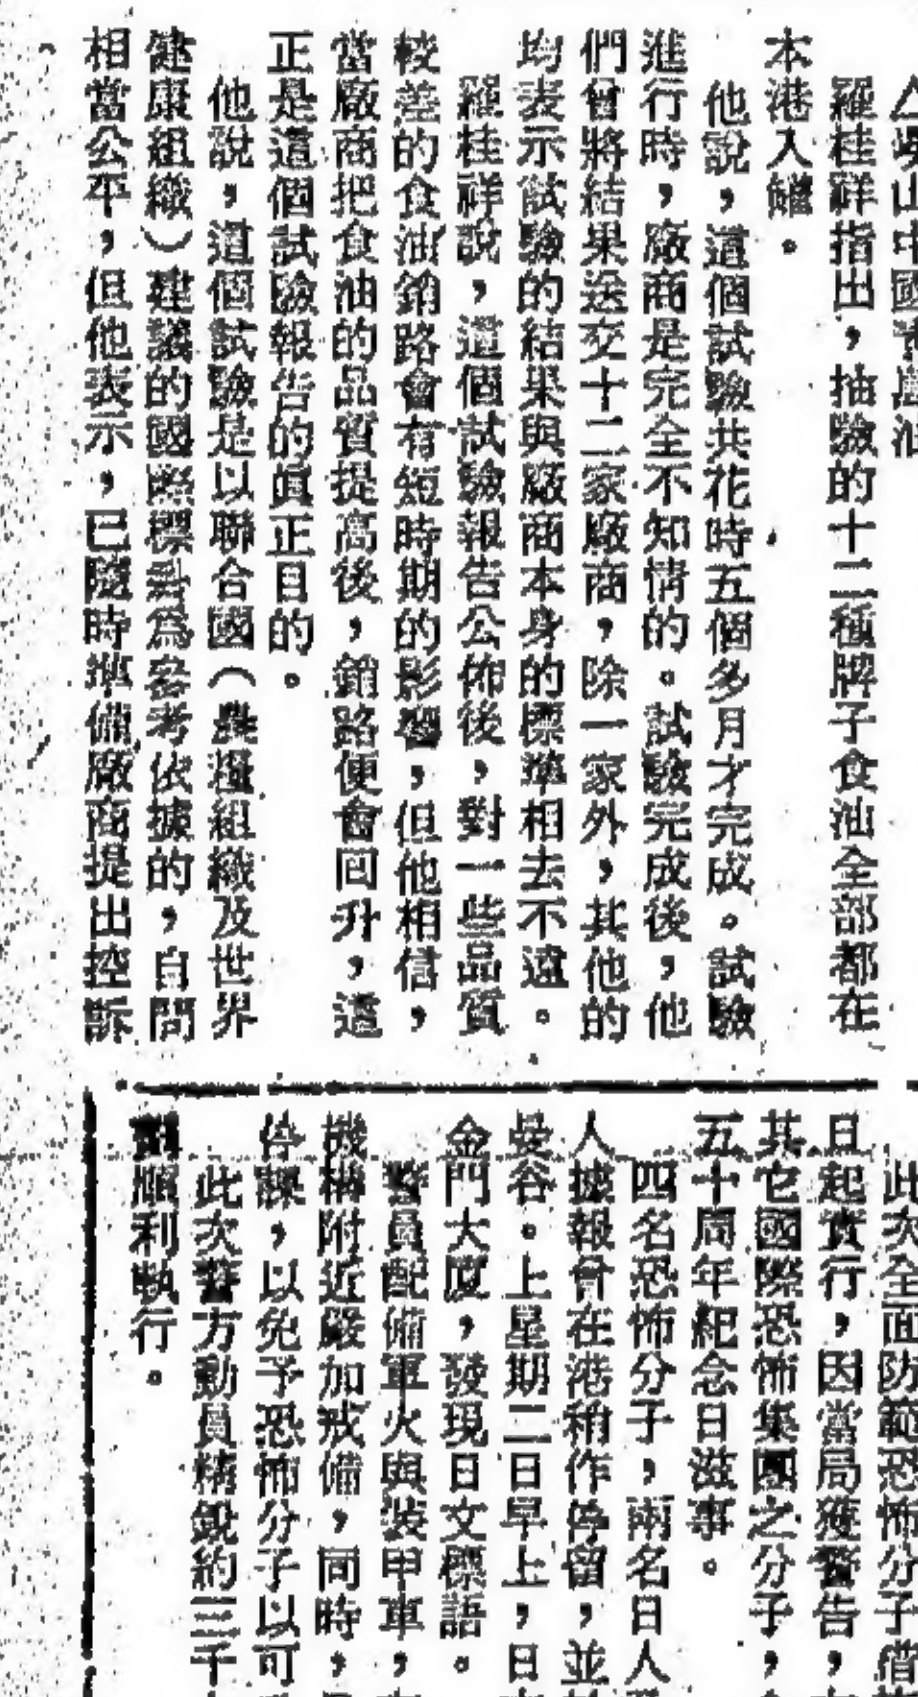 羅桂祥指出，抽驗的十二種牌子食油全部都在
本港入罐。
他說，這個試驗共花時五個多月才完成。試驗
進行時，廠商是完全不知情的。試驗完成後，他
們曾將結果送交十二家廠商，除一家外，其他的
均表示試驗的結果與廠商本身的標準相去不遠。
羅桂祥說，這個試驗報告公佈後，對一些品質
較差的食油銷路會有短時期的影響，但他相信，
當廠商把食油的品質提高後，銷路便會回升，這
正是這個試驗報告的眞正目的。
他說，這個試驗是以聯合國（農糧組織及世界
健康組織）建議的國際標準爲參考依據的，自問
相當公平，但他表示，已隨時準備廠商提出控訴
此次全面防範恐怖分子
且起實行，因當局獲警告，
其它國際恐怖集團之分子，
五十周年紀念日滋事。
四名恐怖分子，兩名日人
人據報曾在港稍作停留，並
曼谷。上星期二日早上，日
金門大廈，發現日文標語。
警員配備軍火與裝甲車，
機構附近嚴加戒備，同時，
停課，以免予恐怖分子以可
此次警方動員精銳約三千
順利執行。